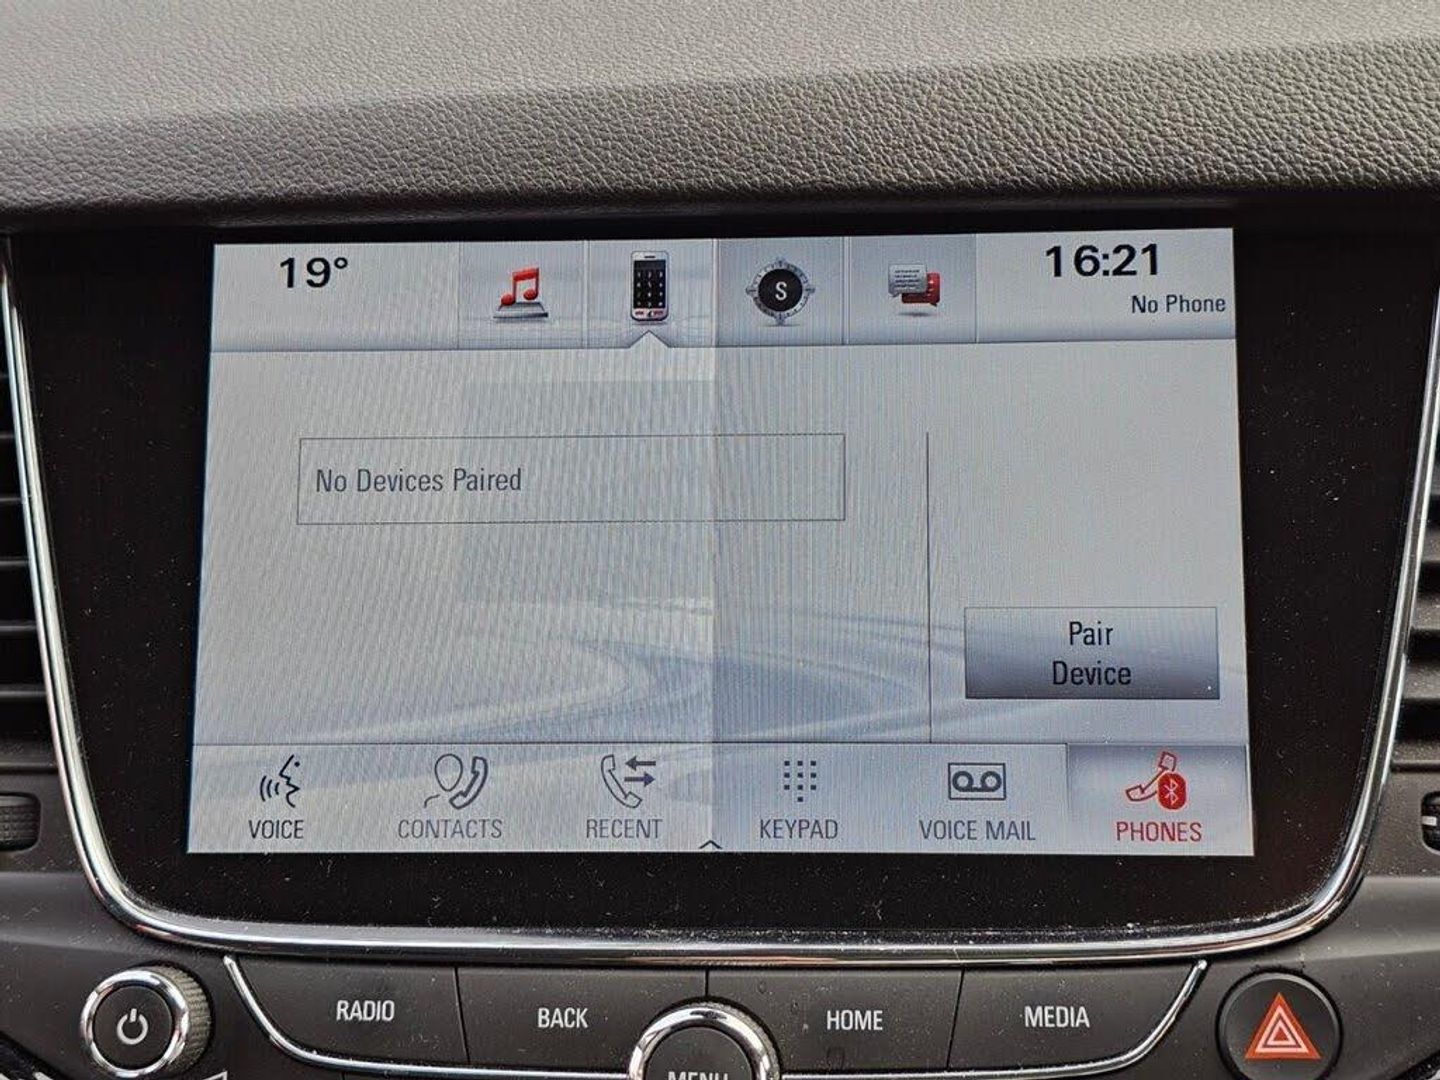 19°
S
16:21
No Phone
No Devices Paired
Pair
Device
VOICE
CONTACTS
RECENT
KEYPAD
VOICE MAIL
PHONES
RADIO
BACK
HOME
MEDIA
MENU